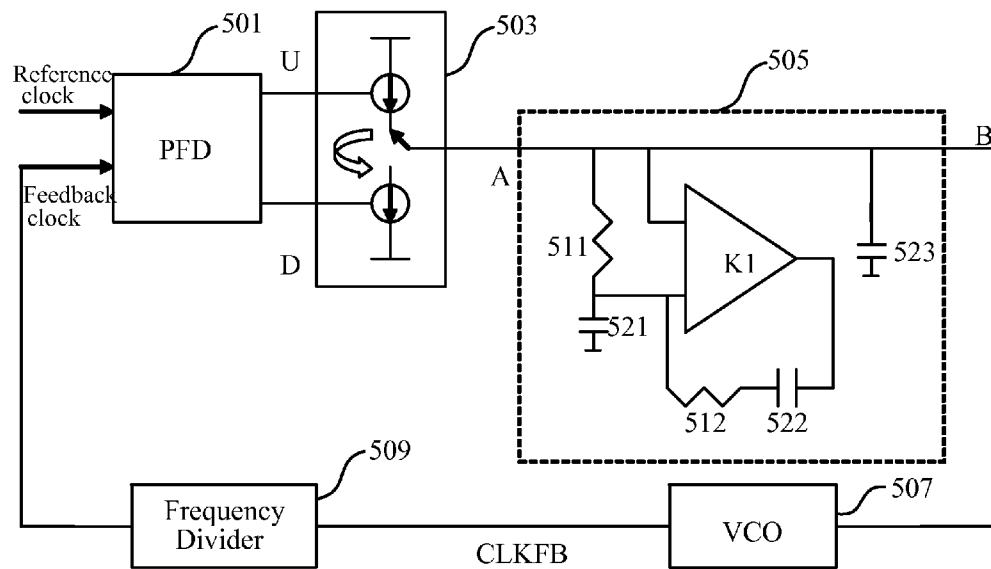 501
503
505
Reference
clock
U
PFD
Feedback
clock
D
A
B
511
K1
523
521
512
522
509
507
Frequency
Divider
CLKFB
VCO